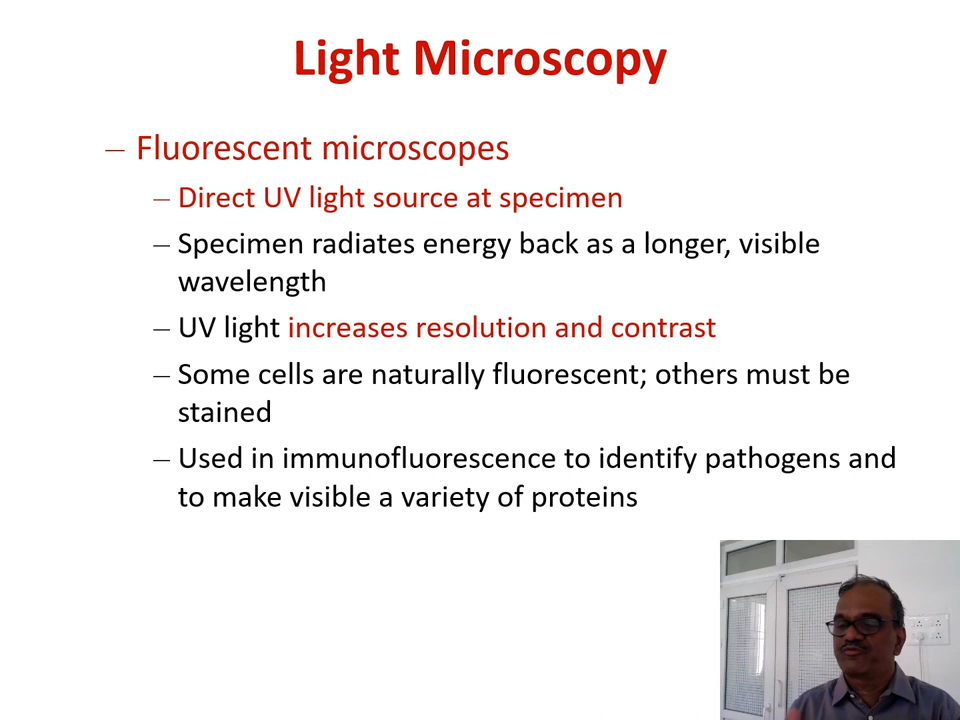 Light Microscopy
– Fluorescent microscopes
– Direct UV light source at specimen
– Specimen radiates energy back as a longer, visible
wavelength
– UV light increases resolution and contrast
– Some cells are naturally fluorescent; others must be
stained
– Used in immunofluorescence to identify pathogens and
to make visible a variety of proteins